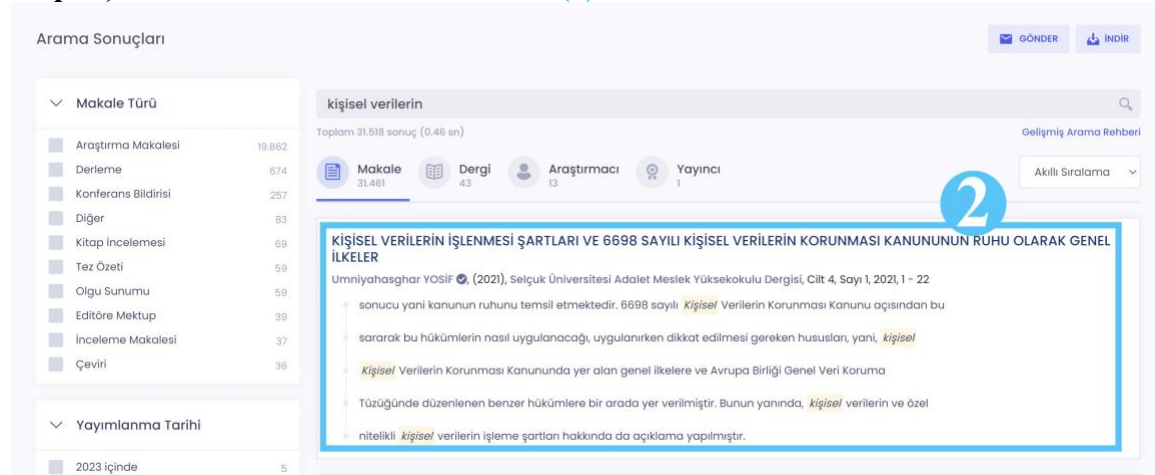 Arama Sonuçları
GÖNDER
İNDİR
Makale Türü
Araştırma Makalesi 19.862
Derleme 674
Konferans Bildirisi 257
Diğer 83
Kitap İncelemesi 69
Tez Özeti 59
Olgu Sunumu 59
Editöre Mektup 39
İnceleme Makalesi 37
Çeviri 36
Yayımlanma Tarihi
2023 içinde 5
kişisel verilerin
Toplam 31.518 sonuç (0.46 sn)
Gelişmiş Arama Rehberi
Makale
31.461
Dergi
43
Araştırmacı
13
Yayıncı
1
Akıllı Sıralama
2
KİŞİSEL VERİLERİN İŞLENMESİ ŞARTLARI VE 6698 SAYILI KİŞİSEL VERİLERİN KORUNMASI KANUNUNUN RUHU OLARAK GENEL
İLKELER
Umniyahasghar YOSİF, (2021), Selçuk Üniversitesi Adalet Meslek Yüksekokulu Dergisi, Cilt 4, Sayı 1, 2021, 1 - 22
sonucu yani kanunun ruhunu temsil etmektedir. 6698 sayılı Kişisel Verilerin Korunması Kanunu açısından bu
sararak bu hükümlerin nasıl uygulanacağı, uygulanırken dikkat edilmesi gereken hususları, yani, kişisel
Kişisel Verilerin Korunması Kanununda yer alan genel ilkelere ve Avrupa Birliği Genel Veri Koruma
Tüzüğünde düzenlenen benzer hükümlere bir arada yer verilmiştir. Bunun yanında, kişisel verilerin ve özel
nitelikli kişisel verilerin işleme şartları hakkında da açıklama yapılmıştır.